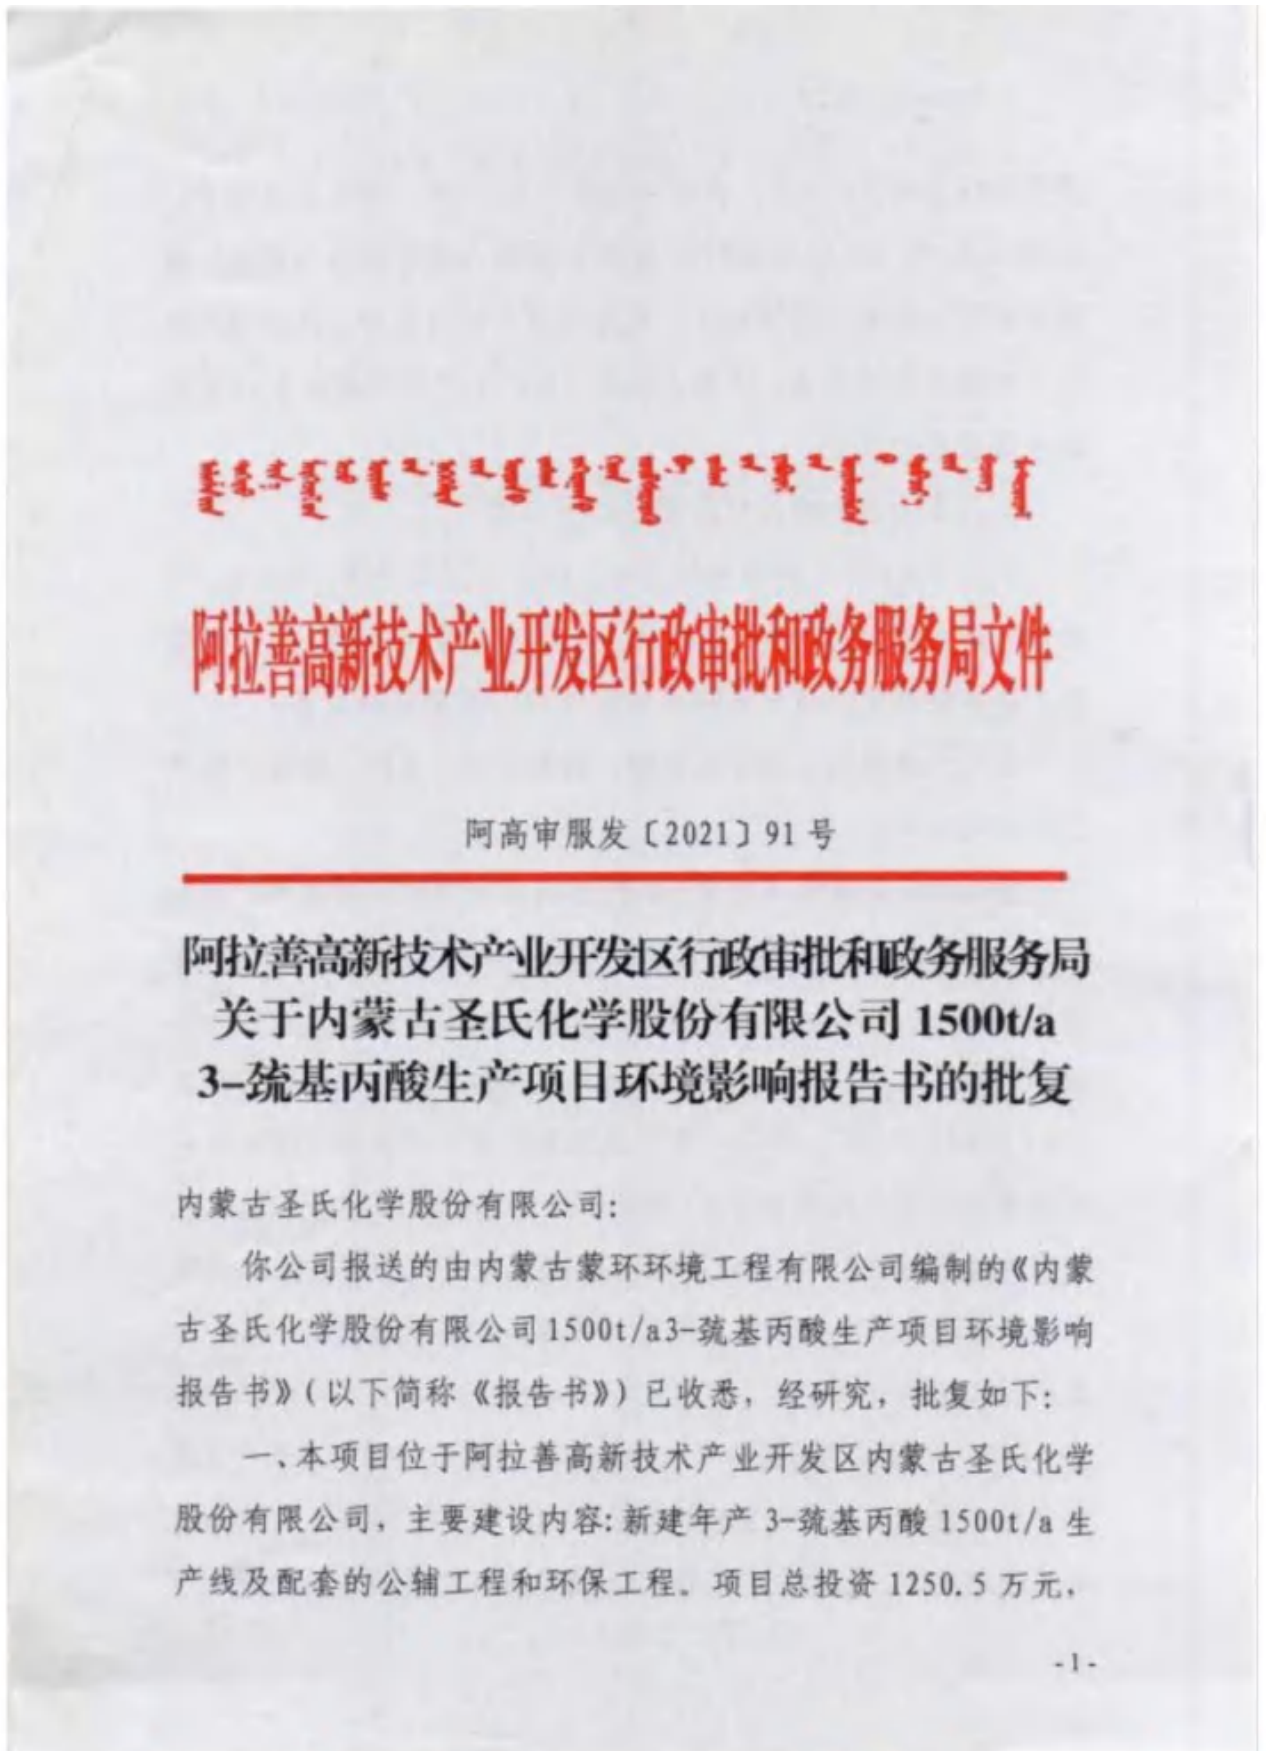 阿拉善高新技术产业开发区行政审批和政务服务局文件
阿高审服发〔2021〕91号
阿拉善高新技术产业开发区行政审批和政务服务局
关于内蒙古圣氏化学股份有限公司1500t/a
3-巯基丙酸生产项目环境影响报告书的批复
内蒙古圣氏化学股份有限公司:
你公司报送的由内蒙古蒙环环境工程有限公司编制的《内蒙
古圣氏化学股份有限公司1500t/a3-巯基丙酸生产项目环境影响
报告书》(以下简称《报告书》)已收悉，经研究，批复如下:
一、本项目位于阿拉善高新技术产业开发区内蒙古圣氏化学
股份有限公司，主要建设内容:新建年产 3-巯基丙酸 1500t/a 生
产线及配套的公辅工程和环保工程。项目总投资 1250.5 万元，
-1-